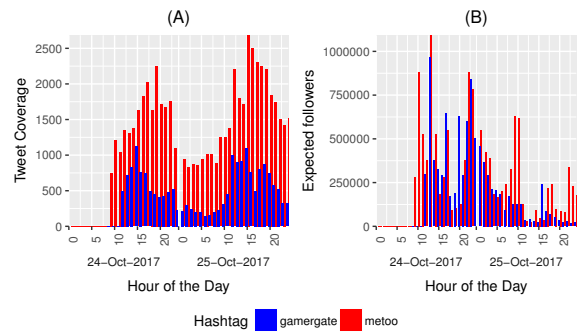 (A)
(B)
Tweet Coverage
2500
2000
1500
1000
500
0
0 5 10 15 20 0 5 10 15 20
24−Oct−2017 25−Oct−2017
Hour of the Day
Expected followers
1000000
750000
500000
250000
0
0 5 10 15 20 0 5 10 15 20
24−Oct−2017 25−Oct−2017
Hour of the Day
Hashtag gamergate metoo